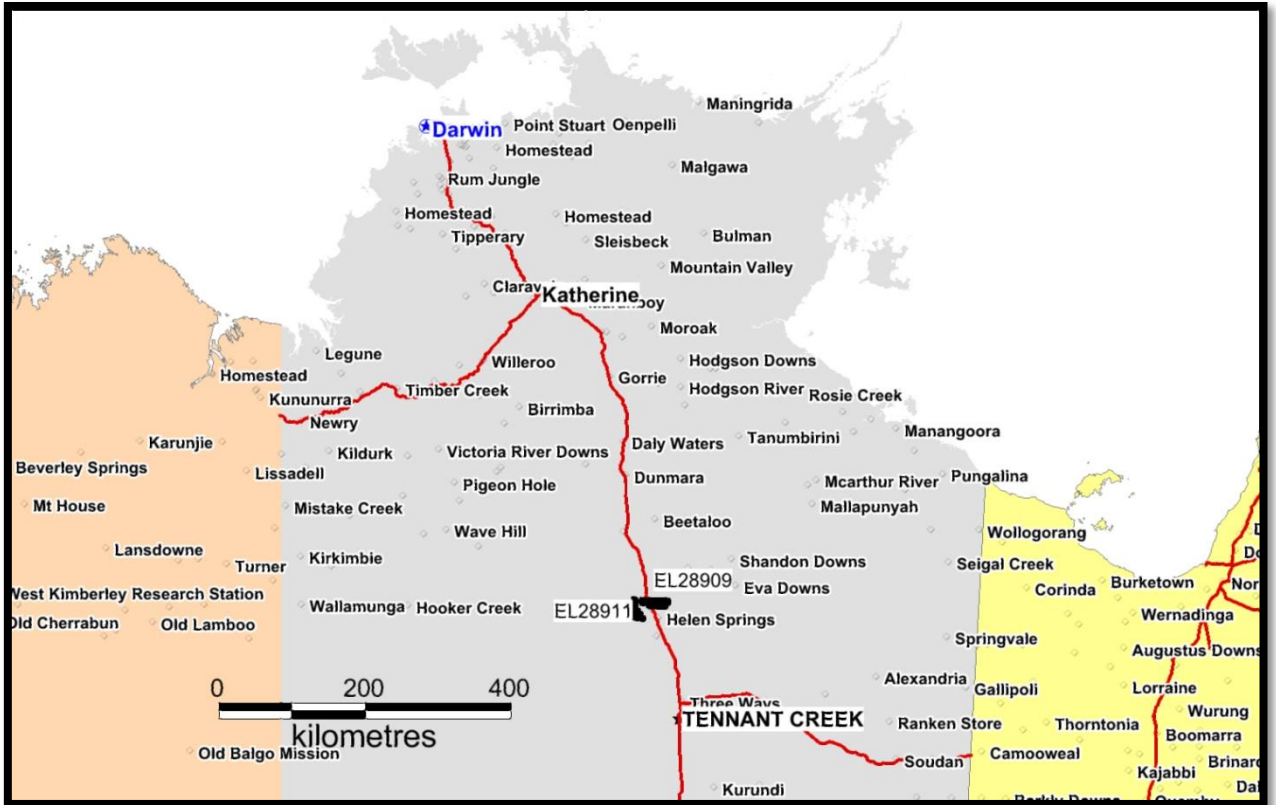 Maningrida
Darwin
Point Stuart
Oenpelli
Homestead
Malgawa
Rum Jungle
Homestead
Homestead
Tipperary
Sleisbeck
Bulman
Mountain Valley
Katherine
Moroak
Legune
Willeroo
Hodgson Downs
Homestead
Gorrie
Timber Creek
Hodgson River
Rosie Creek
Kununurra
Birrimba
Newry
Manangoora
Karunjie
Daly Waters
Tanumbirini
Kildurk
Victoria River Downs
Beverley Springs
Lissadell
Dunmara
Pungalina
Pigeon Hole
Mcarthur River
Mt House
Mistake Creek
Mallapunyah
Beetaloo
Wave Hill
Wollogorang
Lansdowne
Kirkimbie
Shandon Downs
Seigal Creek
Turner
EL28909
Eva Downs
Corinda
Burketown
West Kimberley Research Station
Wallamunga
Hooker Creek
EL28911
Helen Springs
Wernadinga
Old Cherrabun
Old Lamboo
Springvale
Augustus Downs
0 200 400
kilometres
Alexandria
Gallipoli
Lorraine
Three Ways
TENNANT CREEK
Ranken Store
Thorntonia
Wurung
Boomarra
Old Balgo Mission
Soudan
Camooweal
Kajabbi
Kurundi